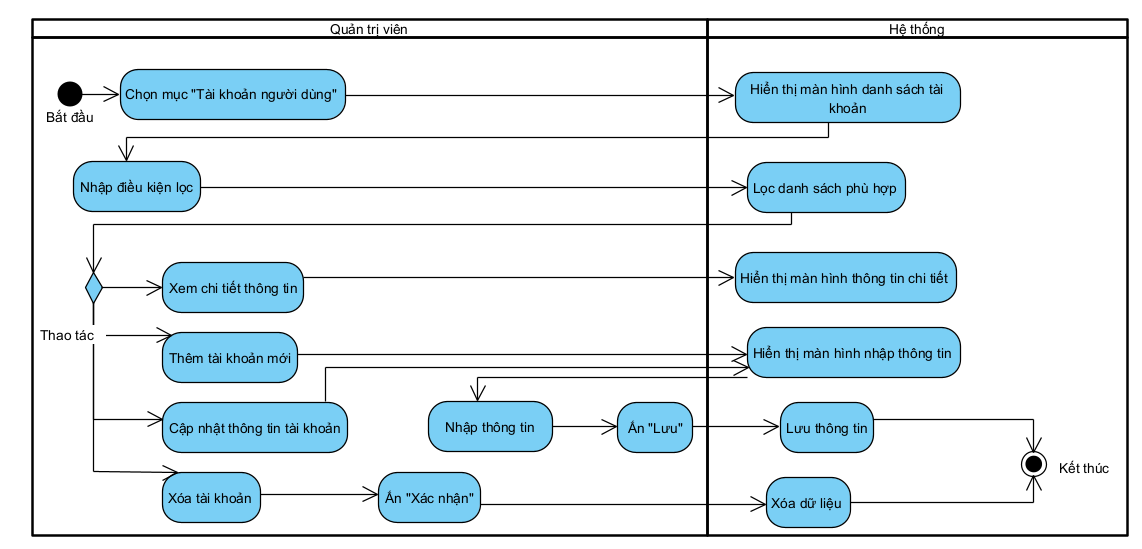 Quản trị viên
Hệ thống
Bắt đầu
Chọn mục "Tài khoản người dùng"
Hiển thị màn hình danh sách tài
khoản
Nhập điều kiện lọc
Lọc danh sách phù hợp
Xem chi tiết thông tin
Hiển thị màn hình thông tin chi tiết
Thao tác
Thêm tài khoản mới
Hiển thị màn hình nhập thông tin
Cập nhật thông tin tài khoản
Nhập thông tin
Ấn "Lưu"
Lưu thông tin
Kết thúc
Xóa tài khoản
Ấn "Xác nhận"
Xóa dữ liệu